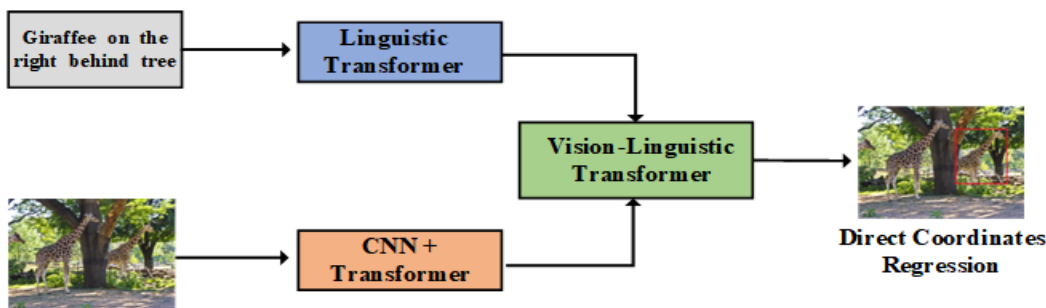 Giraffee on the
right behind tree
Linguistic
Transformer
Vision-Linguistic
Transformer
CNN +
Transformer
Direct Coordinates
Regression